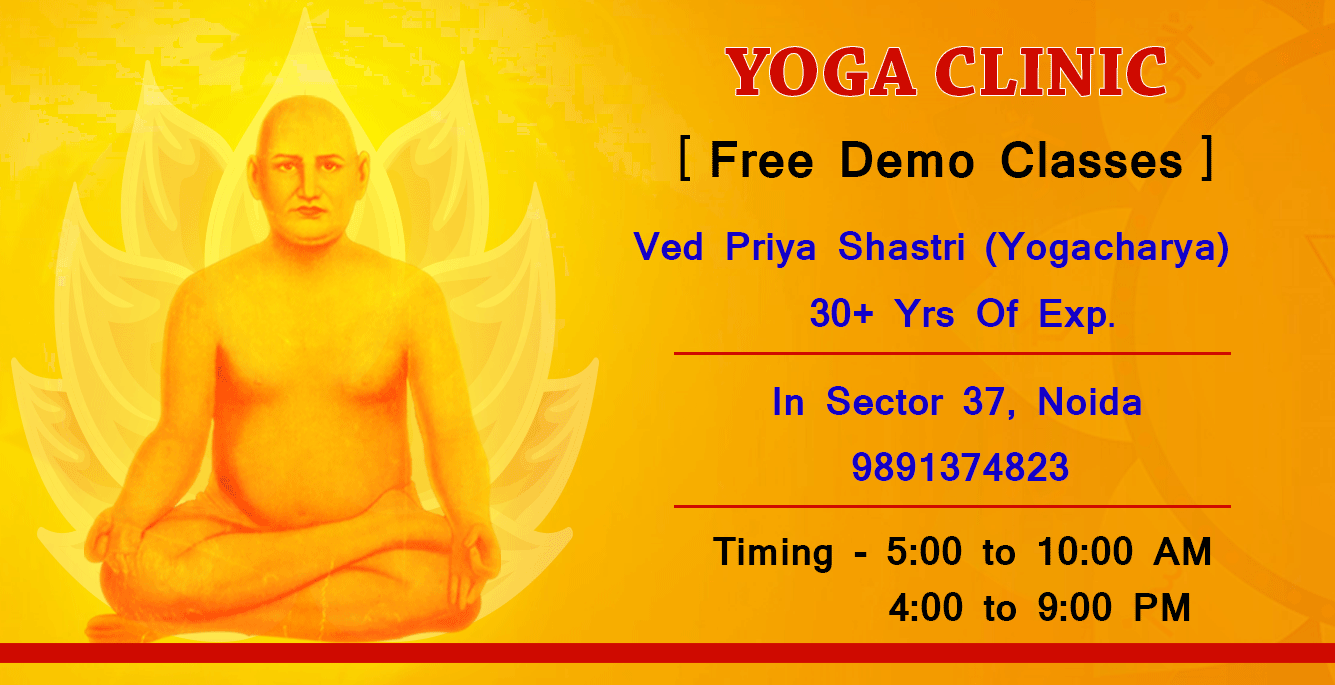 YOGA CLINIC
[ Free Demo Classes ]
Ved Priya Shastri (Yogacharya)
30+ Yrs Of Exp.
In Sector 37, Noida
9891374823
Timing - 5:00 to 10:00 AM
4:00 to 9:00 PM